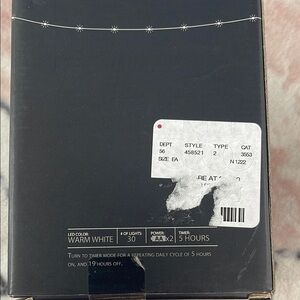 DEPT STYLE TYPE CAT
56 458521 2 3553
SIZE EA N1222
LED COLOR: # OF LIGHTS: POWER: TIMER:
WARM WHITE 30 AA x2 5 HOURS
TURN TO TIMER MODE FOR A REPEATING DAILY CYCLE OF 5 HOURS
ON, AND 19 HOURS OFF.